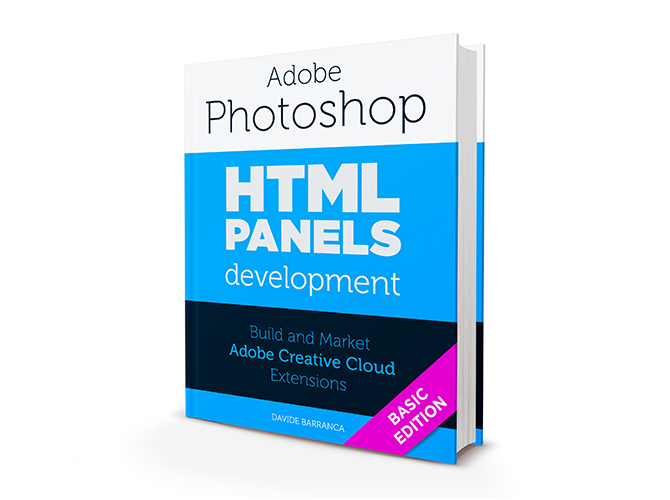 Adobe
Photoshop
HTML
PANELS
development
Build and Market
Adobe Creative Cloud
Extensions
DAVIDE BARRANCA
BASIC
EDITION